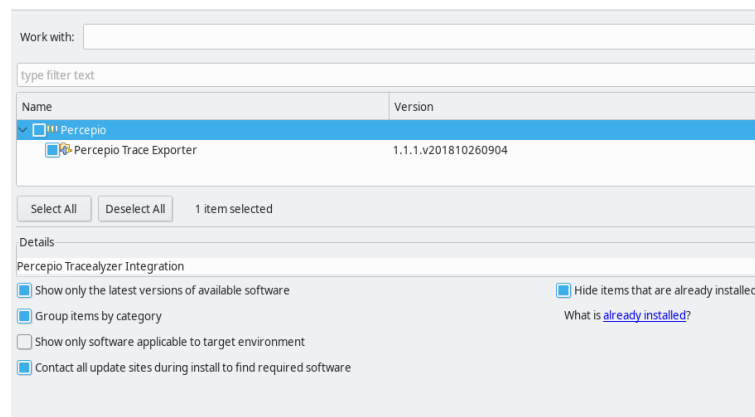 Work with:
type filter text
Name Version
Percepio
Percepio Trace Exporter 1.1.1.v201810260904
Select All Deselect All 1 item selected
Details
Percepio Tracealyzer Integration
Show only the latest versions of available software Hide items that are already installed
Group items by category What is already installed?
Show only software applicable to target environment
Contact all update sites during install to find required software